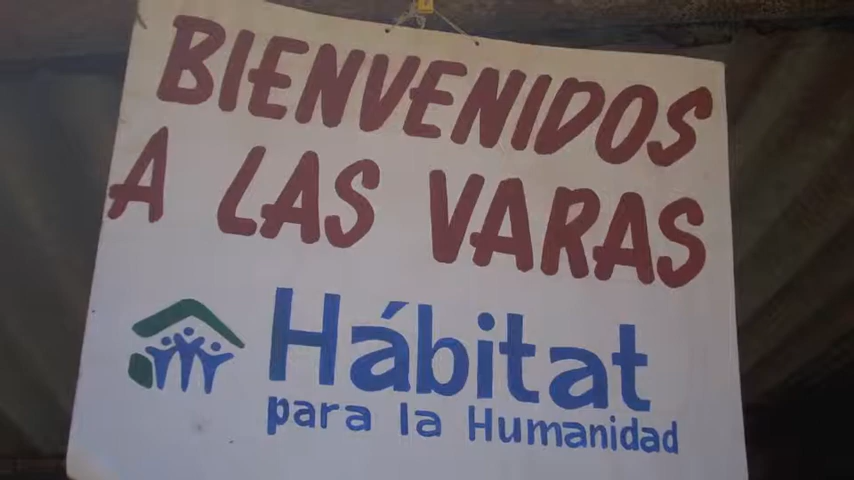 BIENVENIDOS
A LAS VARAS
Hábitat
para la Humanidad